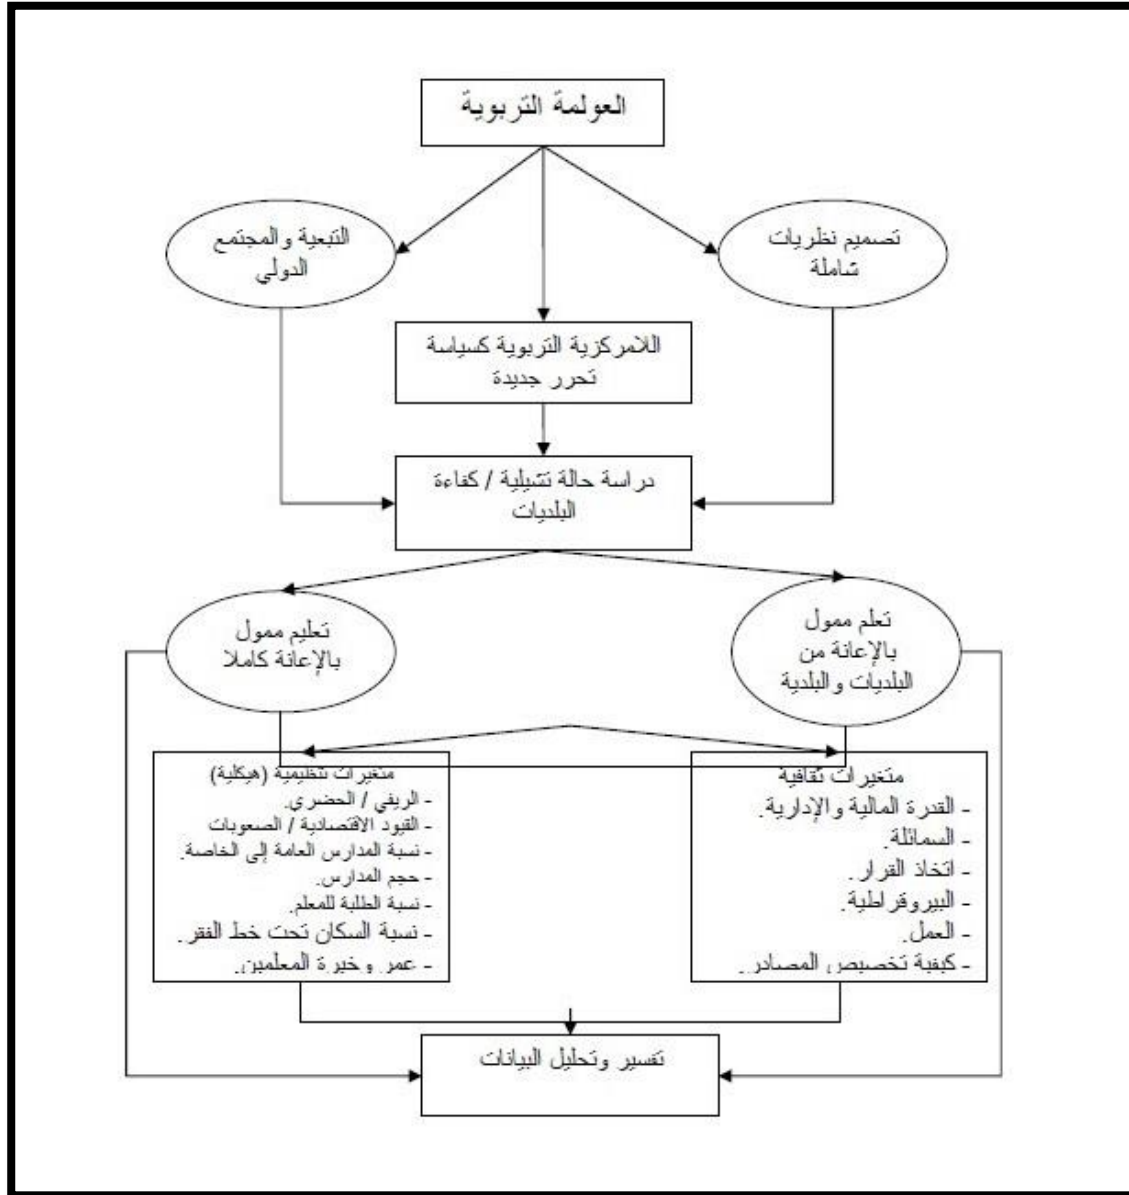 العولمة التربوية
تصميم نظريات
شاملة
التبعية والمجتمع
الدولي
اللامركزية التربوية كسياسة
تحرر جديدة
دراسة حالة تشيلية / كفاءة
البلديات
تعلم ممول
بالإعانة من
البلديات والبلدية
تعليم ممول
بالإعانة كاملا
متغيرات ثقافية
- القدرة المالية والإدارية.
- السمائلة.
- اتخاذ القرار.
- البيروقراطية.
- العمل.
- كيفية تخصيص المصادر.
متغيرات تنظيمية (هيكلية)
- الريفي / الحضري.
- القيود الاقتصادية / الصعوبات
- نسبة المدارس العامة إلى الخاصة.
- حجم المدارس.
- نسبة الطلبة للمعلم.
- نسبة السكان تحت خط الفقر.
- عمر وخبرة المعلمين.
تفسير وتحليل البيانات